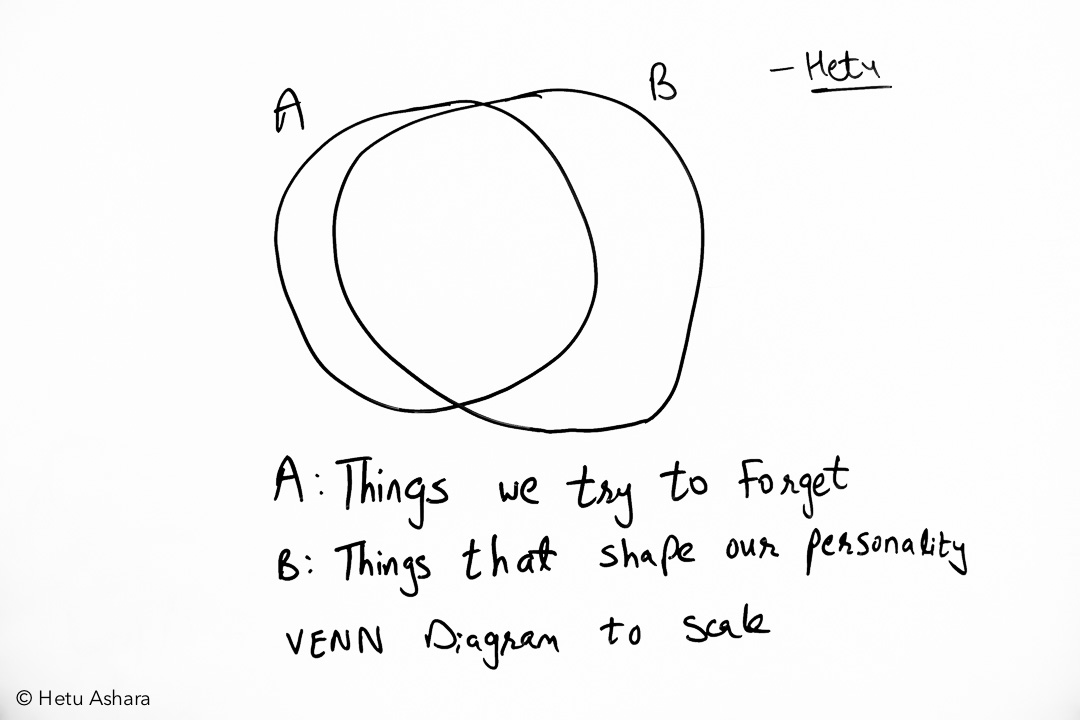 A
B
- Hetu
A: Things we try to Forget
B: Things that shape our personality
VENN Diagram to scale
© Hetu Ashara